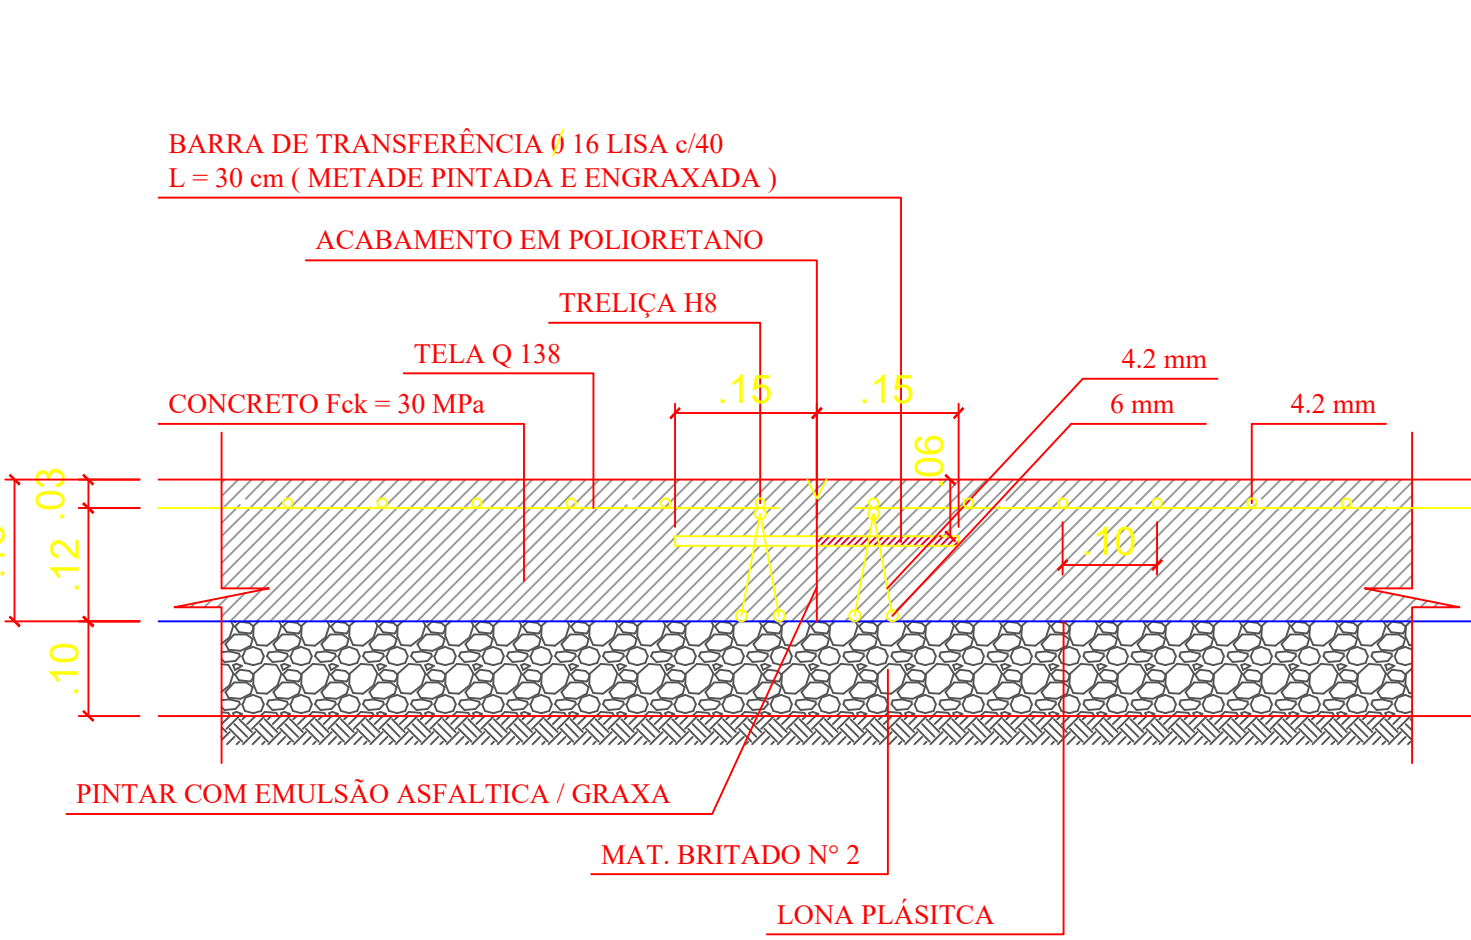 BARRA DE TRANSFERÊNCIA Ø 16 LISA c/40
L = 30 cm ( METADE PINTADA E ENGRAXADA )
ACABAMENTO EM POLIORETANO
TRELIÇA H8
TELA Q 138
CONCRETO Fck = 30 MPa
4.2 mm
6 mm
4.2 mm
.15
.15
.06
.03
.12
.10
.10
PINTAR COM EMULSÃO ASFALTICA / GRAXA
MAT. BRITADO N° 2
LONA PLÁSITCA